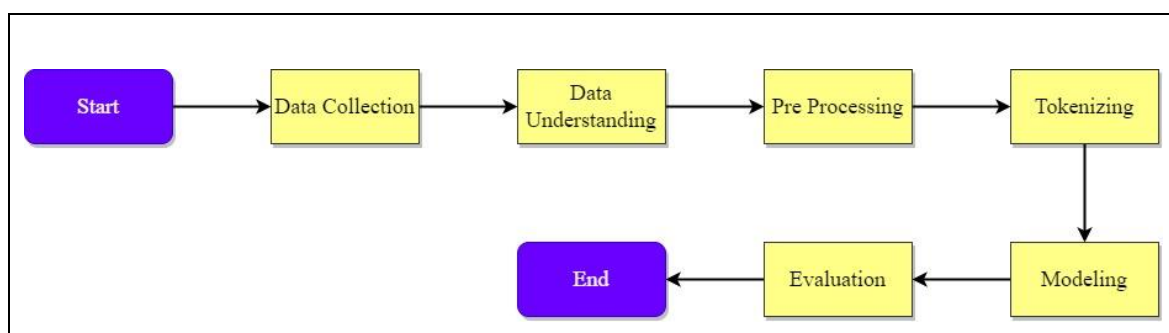 Start
Data Collection
Data
Understanding
Pre Processing
Tokenizing
Modeling
Evaluation
End